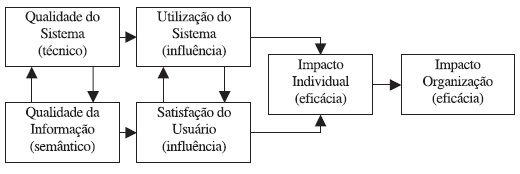 Qualidade do
Sistema
(técnico)
Utilização do
Sistema
(influência)
Impacto
Individual
(eficácia)
Impacto
Organização
(eficácia)
Qualidade da
Informação
(semântico)
Satisfação do
Usuário
(influência)